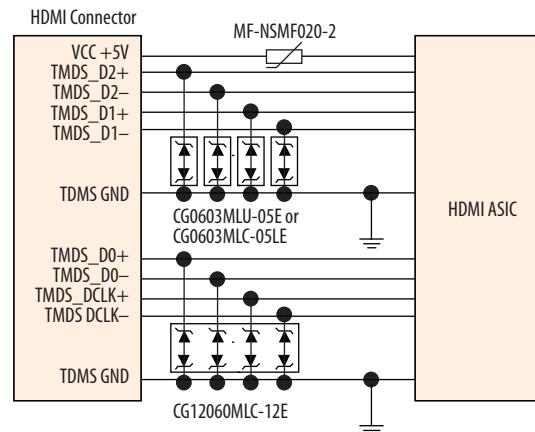 HDMI Connector
MF-NSMF020-2
VCC +5V
TMDS_D2+
TMDS_D2–
TMDS_D1+
TMDS_D1–
TDMS GND
CG0603MLU-05E or
CG0603MLC-05LE
HDMI ASIC
TMDS_D0+
TMDS_D0–
TMDS_DCLK+
TMDS DCLK–
TDMS GND
CG12060MLC-12E